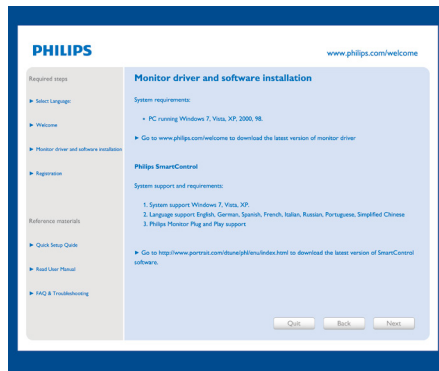 PHILIPS
www.philips.com/welcome
Required steps
► Select Language:
► Welcome
► Monitor driver and software installation
► Registration
Reference materials
► Quick Setup Quide
► Read User Manual
► FAQ & Troubleshooting
Monitor driver and software installation
System requirements:
• PC running Windows 7, Vista, XP, 2000, 98.
► Go to www.philips.com/welcome to download the latest version of monitor driver
Philips SmartControl
System support and requirements:
1. System support Windows 7, Vista, XP.
2. Language support English, German, Spanish, French, Italian, Russian, Portuguese, Simplified Chinese
3. Philips Monitor Plug and Play support
► Go to http://www.portrait.com/dtune/phl/enu/index.html to download the latest version of SmartControl
software.
Quit
Back
Next